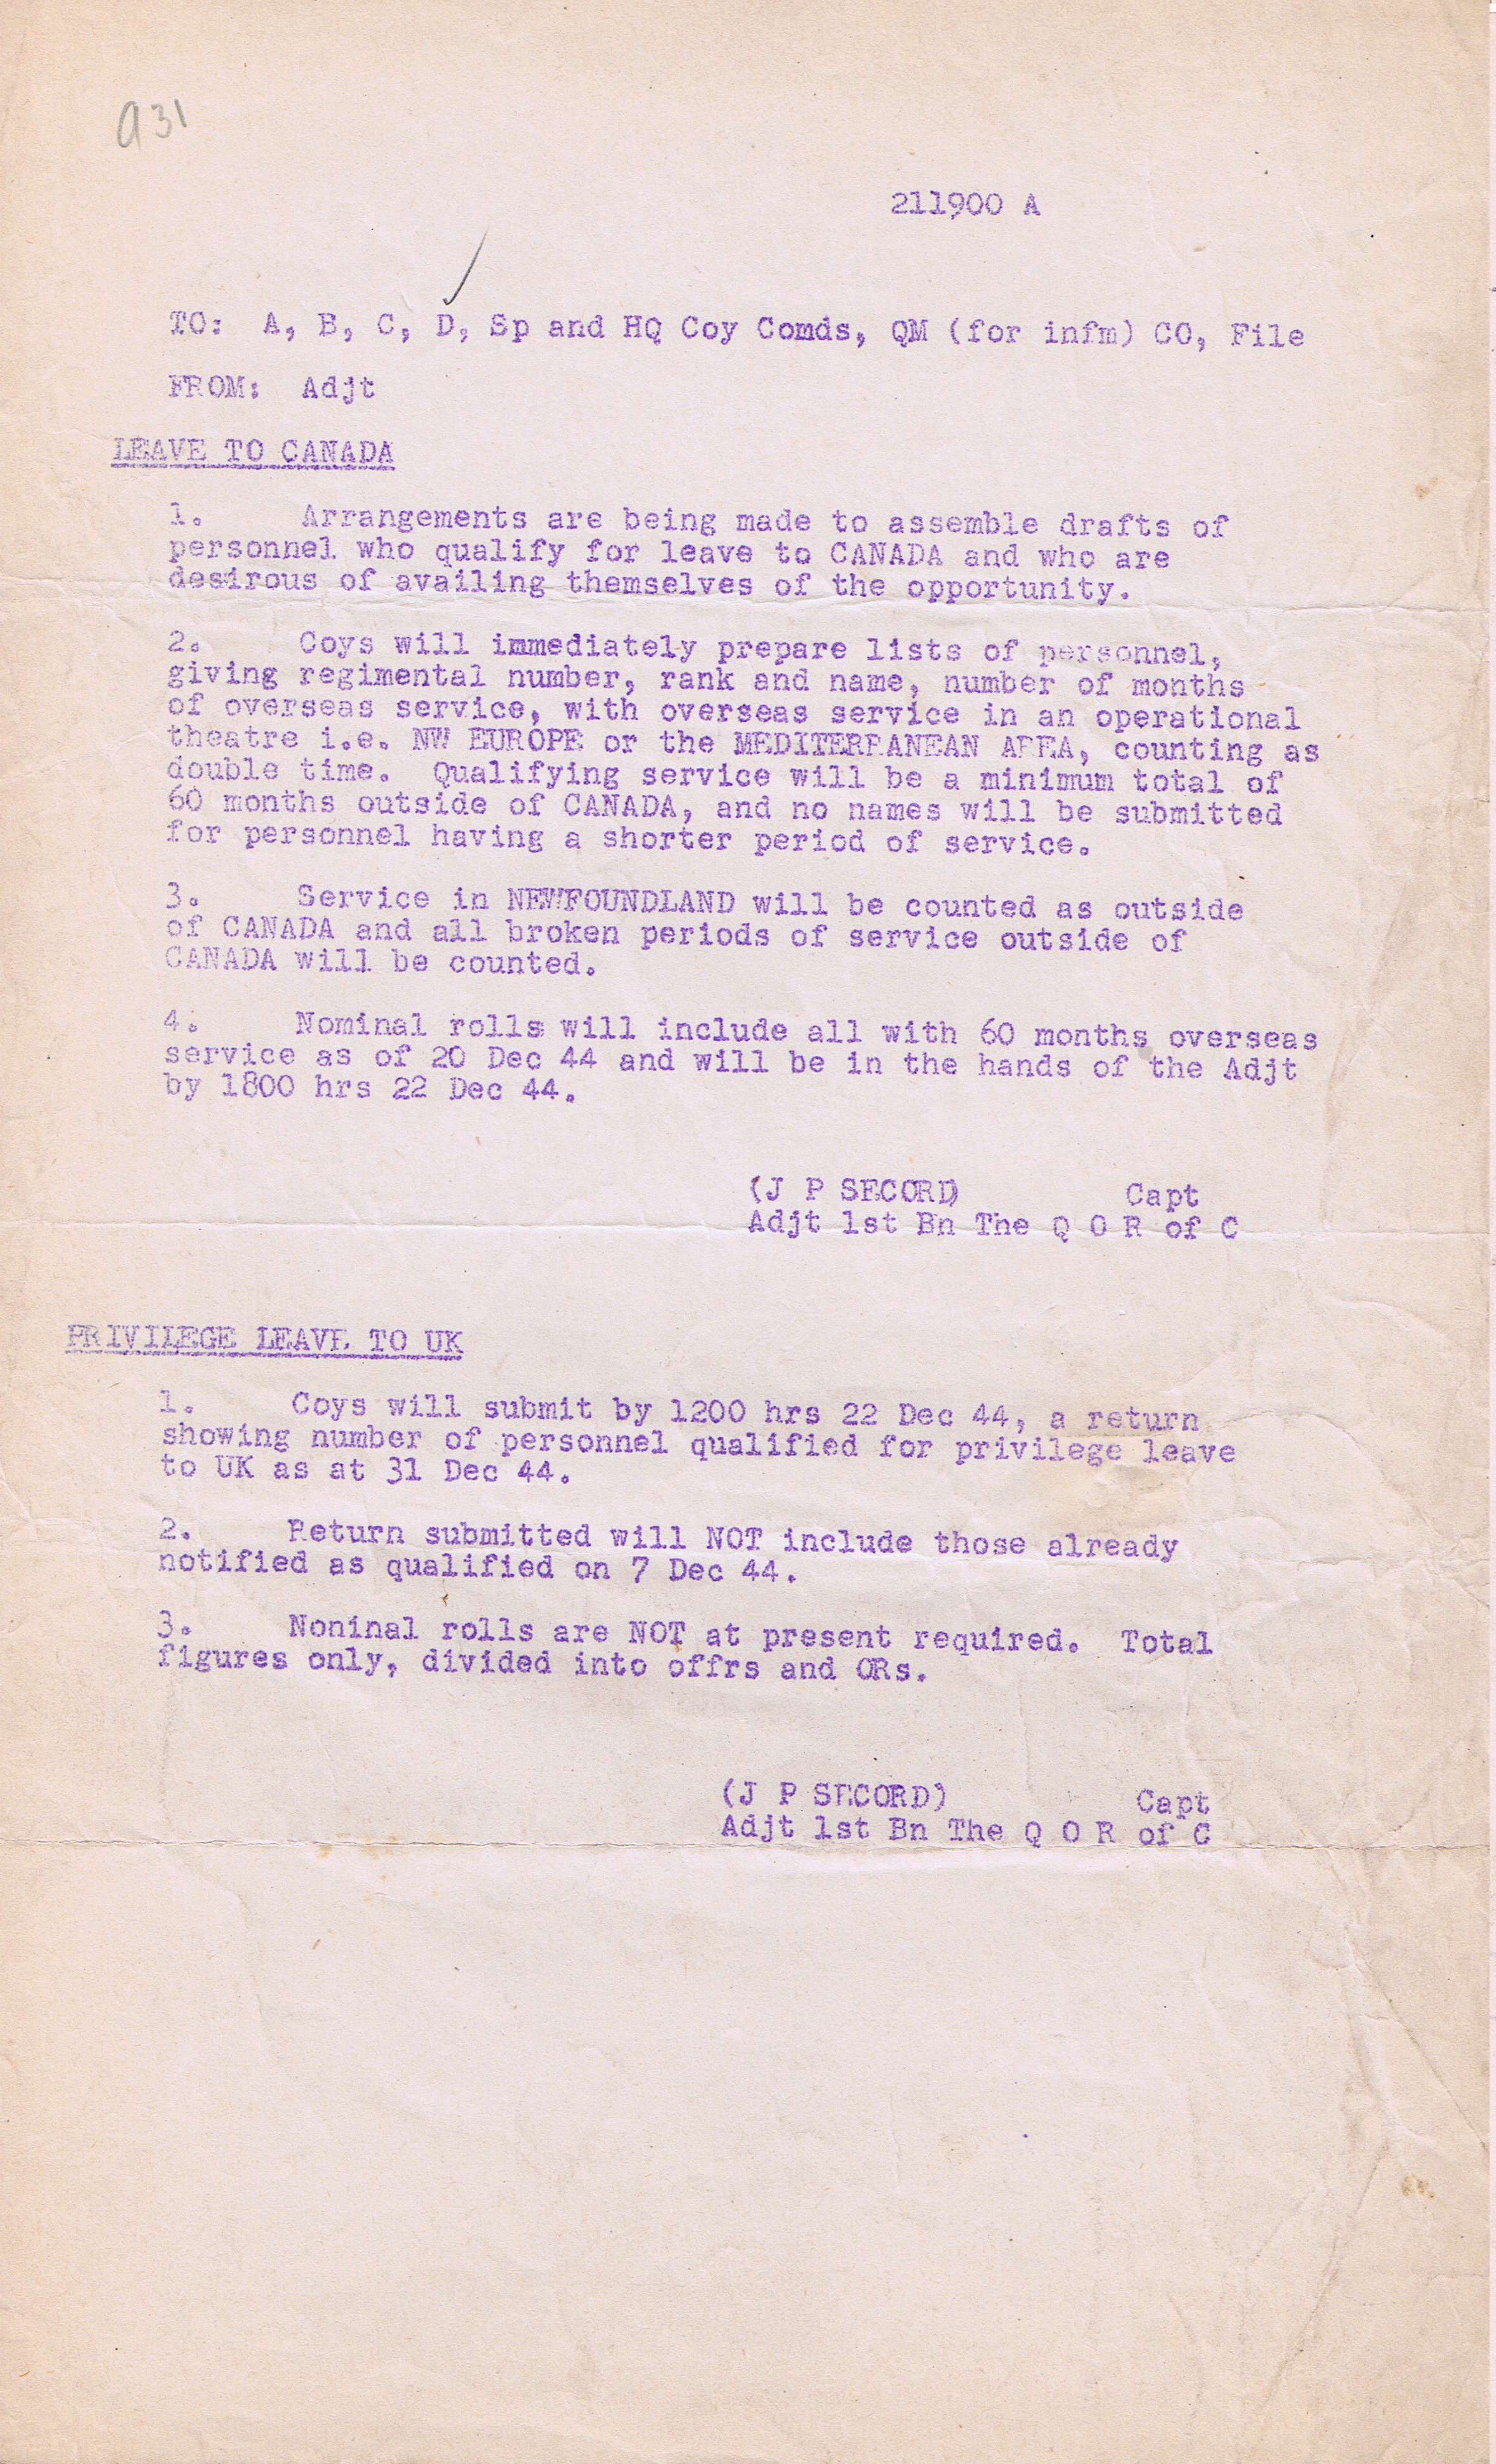 a31
211900 A
TO: A, B, C, D, Sp and HQ Coy Comds, QM (for infm) CO, File
FROM: Adjt
LEAVE TO CANADA
1. Arrangements are being made to assemble drafts of
personnel who qualify for leave to CANADA and who are
desirous of availing themselves of the opportunity.
2. Coys will immediately prepare lists of personnel,
giving regimental number, rank and name, number of months
of overseas service, with overseas service in an operational
theatre i.e. NW EUROPE or the MEDITERRANEAN AREA, counting as
double time. Qualifying service will be a minimum total of
60 months outside of CANADA, and no names will be submitted
for personnel having a shorter period of service.
3. Service in NEWFOUNDLAND will be counted as outside
of CANADA and all broken periods of service outside of
CANADA will be counted.
4. Nominal rolls will include all with 60 months overseas
service as of 20 Dec 44 and will be in the hands of the Adjt
by 1800 hrs 22 Dec 44.
(J P SECORD) Capt
Adjt 1st Bn The Q O R of C
PRIVILEGE LEAVE TO UK
1. Coys will submit by 1200 hrs 22 Dec 44, a return
showing number of personnel qualified for privilege leave
to UK as at 31 Dec 44.
2. Return submitted will NOT include those already
notified as qualified on 7 Dec 44.
3. Noninal rolls are NOT at present required. Total
figures only, divided into offrs and ORs.
(J P SECORD) Capt
Adjt 1st Bn The Q O R of C